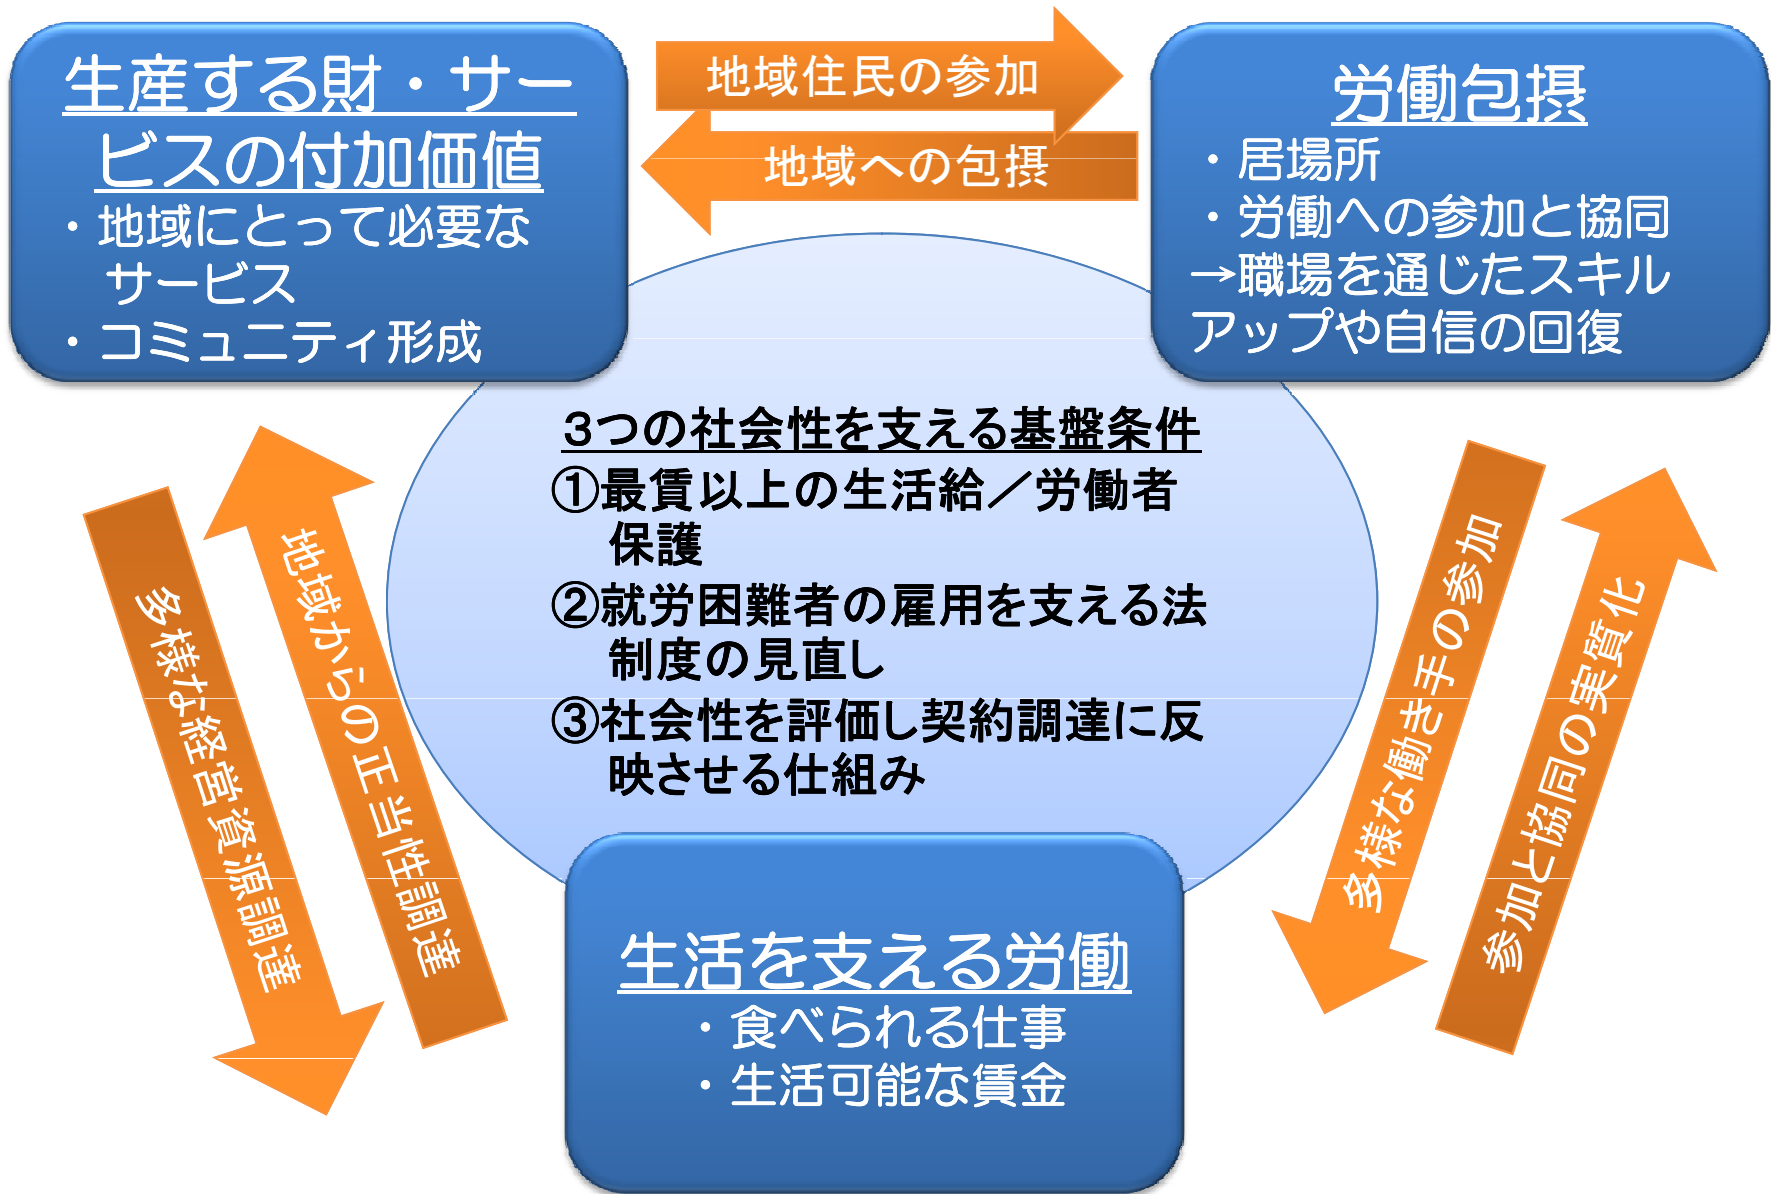 生産する財・サー
ビスの付加価値
・地域にとって必要な
サービス
・コミュニティ形成
地域住民の参加
地域への包摂
労働包摂
・居場所
・労働への参加と協同
→職場を通じたスキル
アップや自信の回復
3つの社会性を支える基盤条件
①最賃以上の生活給／労働者
保護
②就労困難者の雇用を支える法
制度の見直し
③社会性を評価し契約調達に反
映させる仕組み
多様な経営資源調達
地域からの正当性調達
多様な働き手の参加
参加と協同の実質化
生活を支える労働
・食べられる仕事
・生活可能な賃金